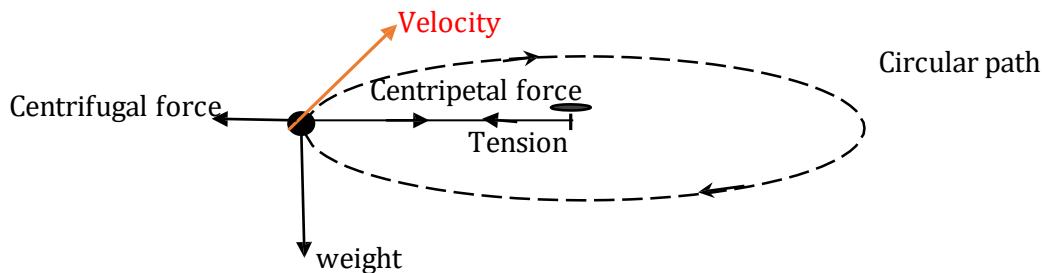 Velocity
Circular path
Centripetal force
Centrifugal force
Tension
weight